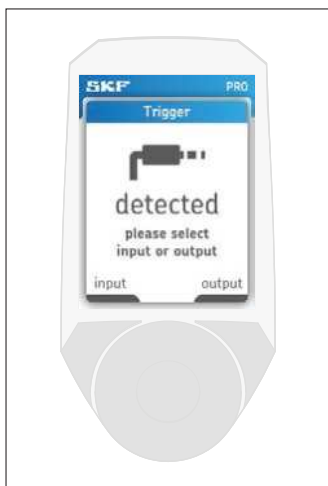 SKF PRO
Trigger
detected
please select
input or output
input output